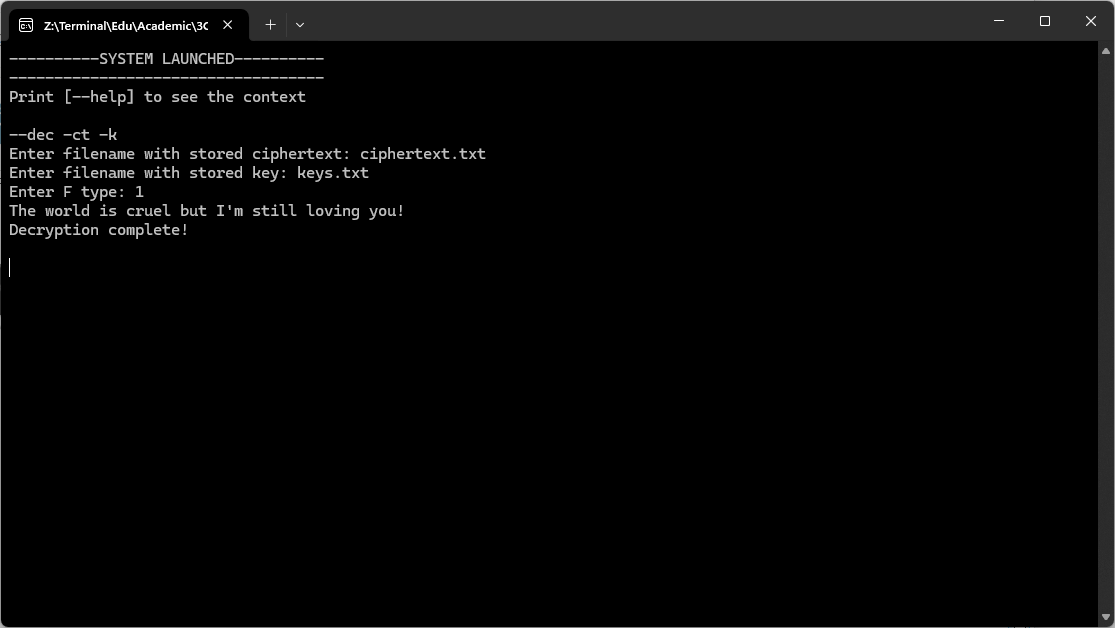 Z:\Terminal\Edu\Academic\3C
----------SYSTEM LAUNCHED----------
-----------------------------------
Print [--help] to see the context
--dec -ct -k
Enter filename with stored ciphertext: ciphertext.txt
Enter filename with stored key: keys.txt
Enter F type: 1
The world is cruel but I'm still loving you!
Decryption complete!